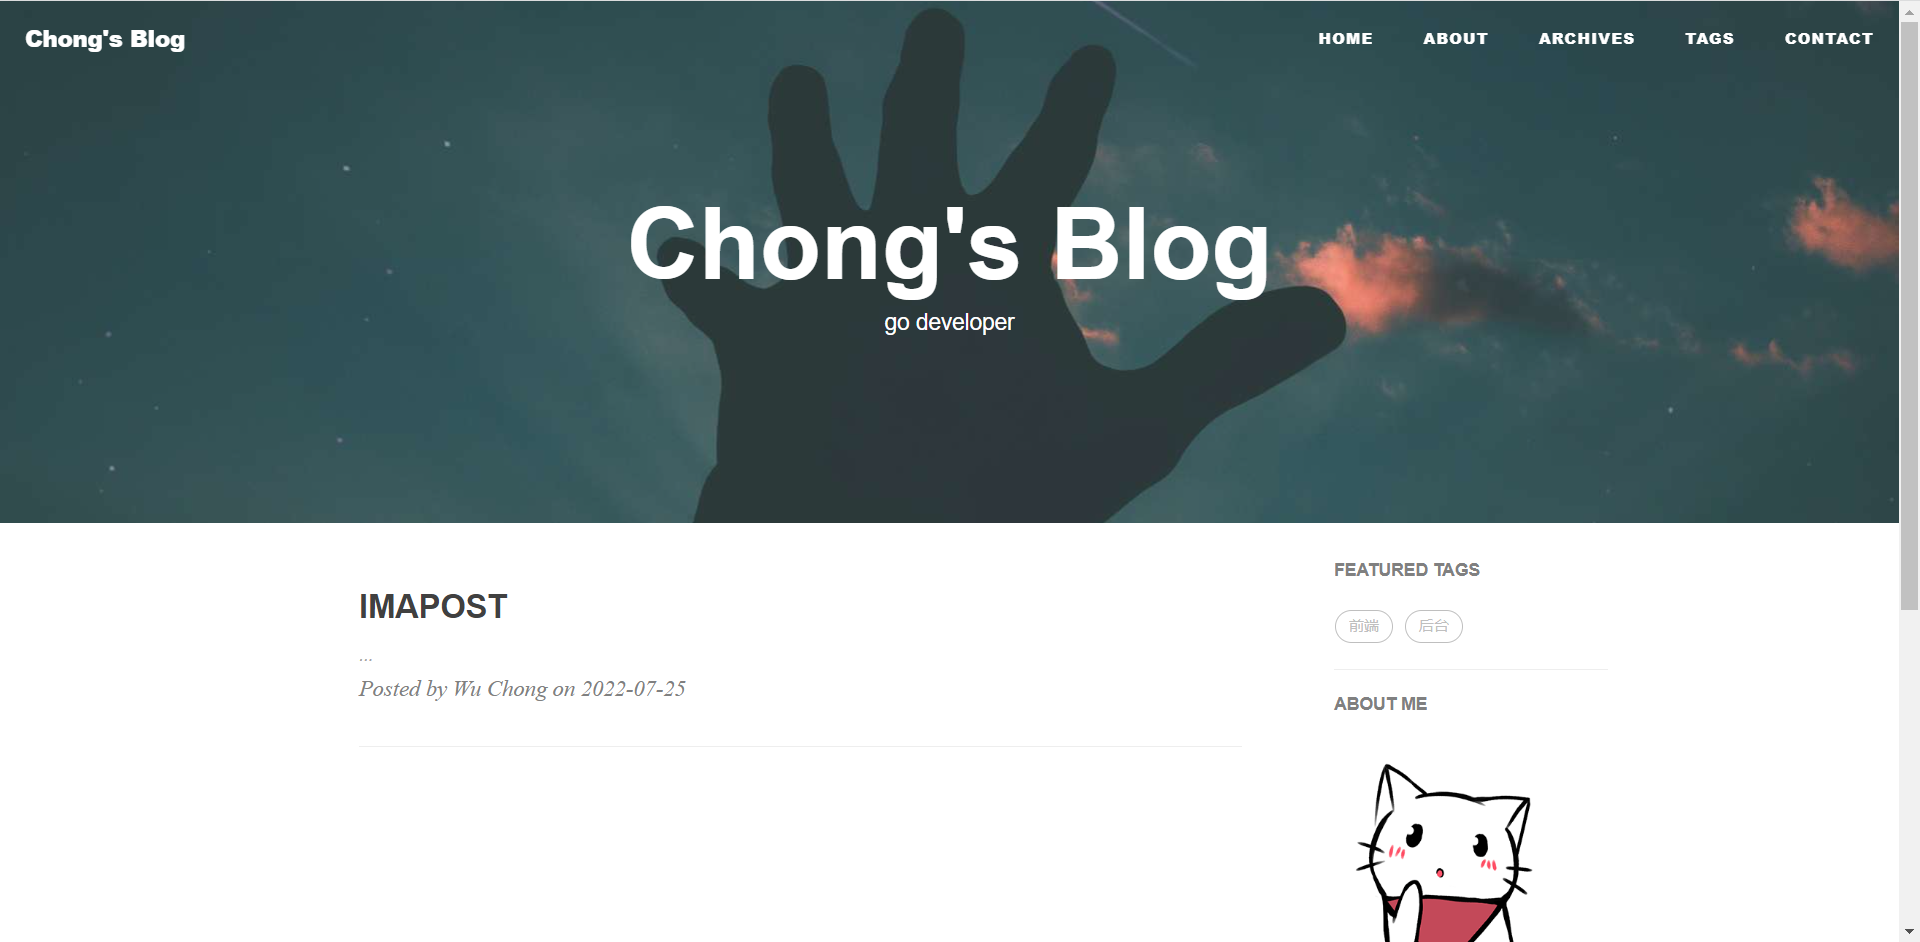 Chong's Blog
HOME ABOUT ARCHIVES TAGS CONTACT
Chong's Blog
go developer
IMAPOST
...
Posted by Wu Chong on 2022-07-25
FEATURED TAGS
前端 后台
ABOUT ME